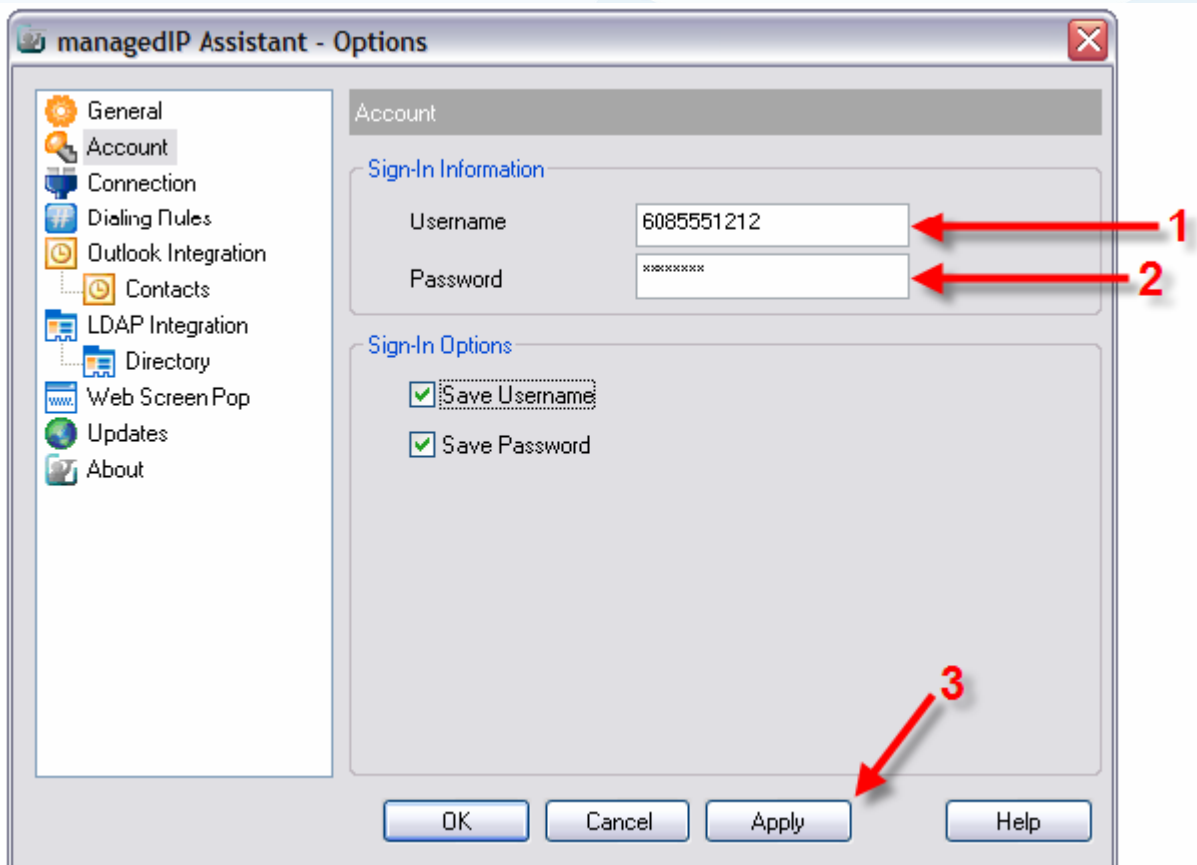 managedIP Assistant - Options
General
Account
Connection
Dialing Rules
Outlook Integration
Contacts
LDAP Integration
Directory
www.
Web Screen Pop
Updates
About
Account
Sign-In Information
Username
6085551212
1
Password
********
2
Sign-In Options
Save Username
Save Password
3
OK
Cancel
Apply
Help